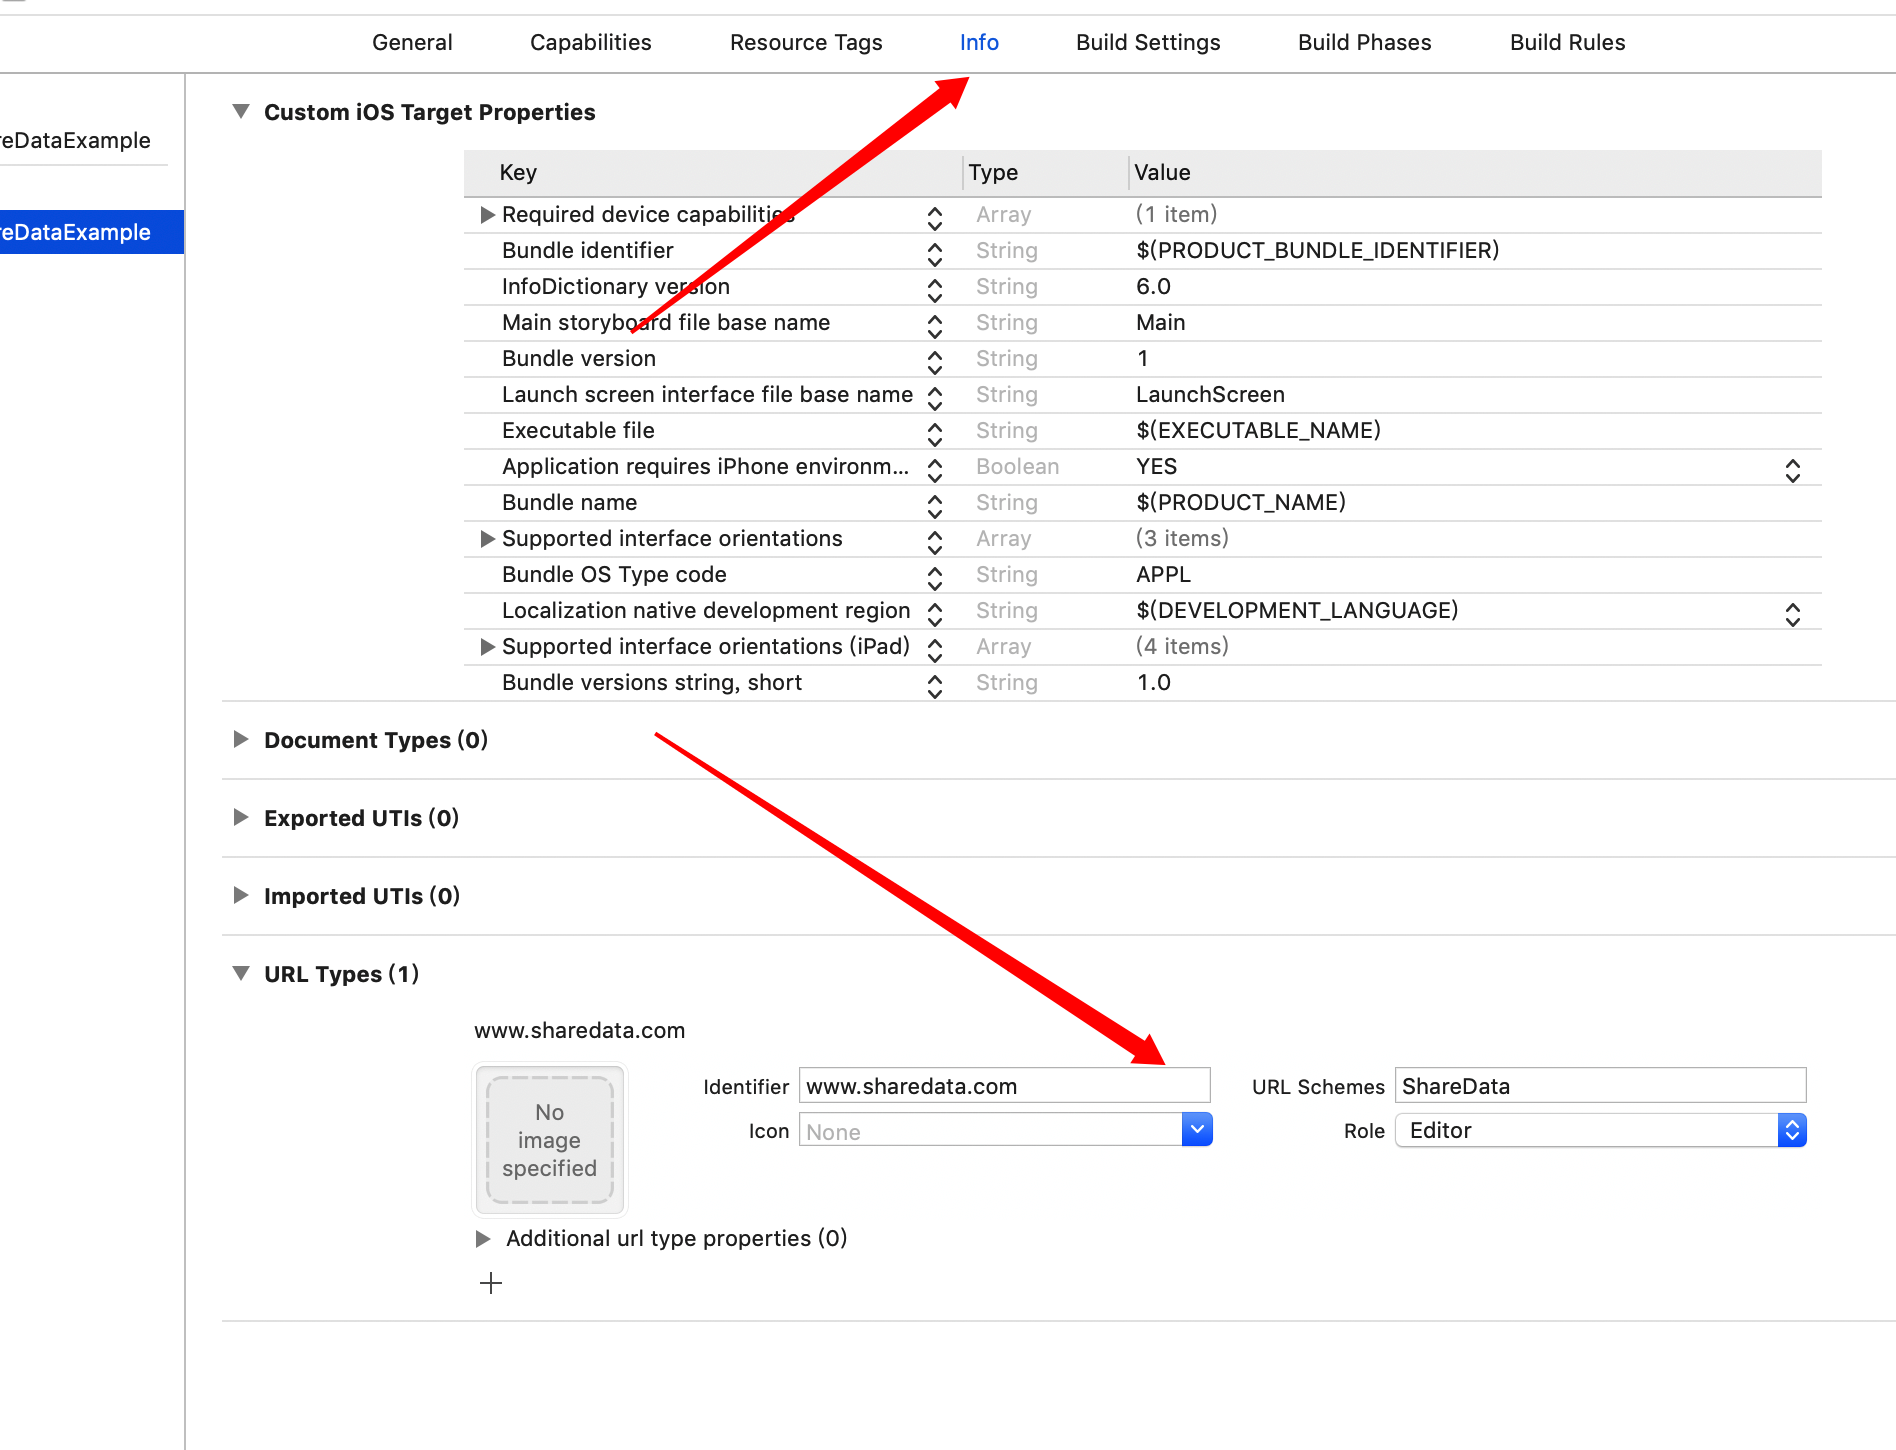 General Capabilities Resource Tags Info Build Settings Build Phases Build Rules
Custom iOS Target Properties
eDataExample
Key Type Value
Required device capabilities Array (1 item)
eDataExample
Bundle identifier String $(PRODUCT_BUNDLE_IDENTIFIER)
InfoDictionary version String 6.0
Main storyboard file base name String Main
Bundle version String 1
Launch screen interface file base name String LaunchScreen
Executable file String $(EXECUTABLE_NAME)
Application requires iPhone environm... Boolean YES
Bundle name String $(PRODUCT_NAME)
Supported interface orientations Array (3 items)
Bundle OS Type code String APPL
Localization native development region String $(DEVELOPMENT_LANGUAGE)
Supported interface orientations (iPad) Array (4 items)
Bundle versions string, short String 1.0
Document Types (0)
Exported UTIs (0)
Imported UTIs (0)
URL Types (1)
www.sharedata.com
No
image
specified
Identifier www.sharedata.com URL Schemes ShareData
Icon None Role Editor
Additional url type properties (0)